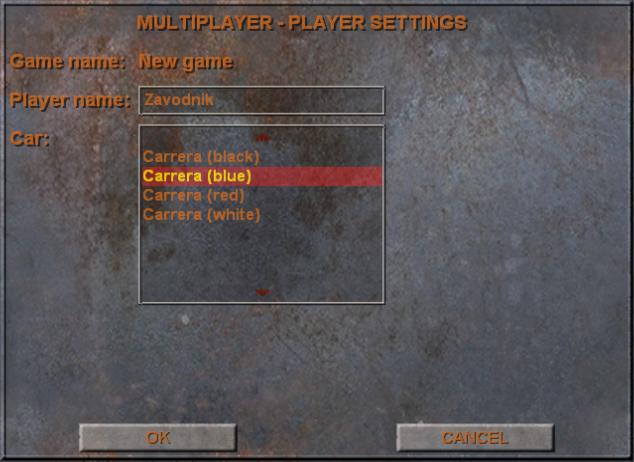 MULTIPLAYER - PLAYER SETTINGS
Game name: New game
Player name: Zavodnik
Car:
Carrera (black)
Carrera (blue)
Carrera (red)
Carrera (white)
OK CANCEL